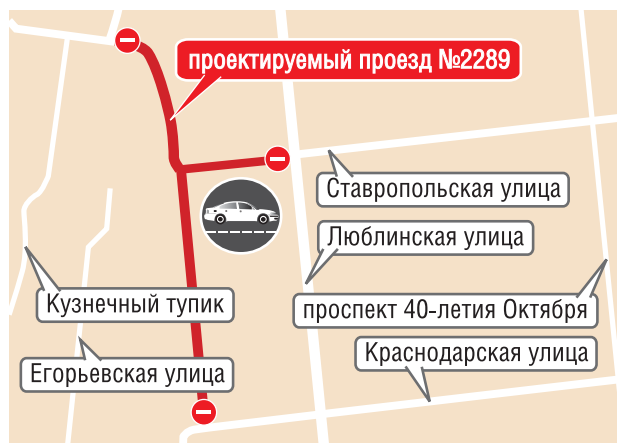 проектируемый проезд №2289
Ставропольская улица
Люблинская улица
Кузнечный тупик
проспект 40-летия Октября
Краснодарская улица
Егорьевская улица